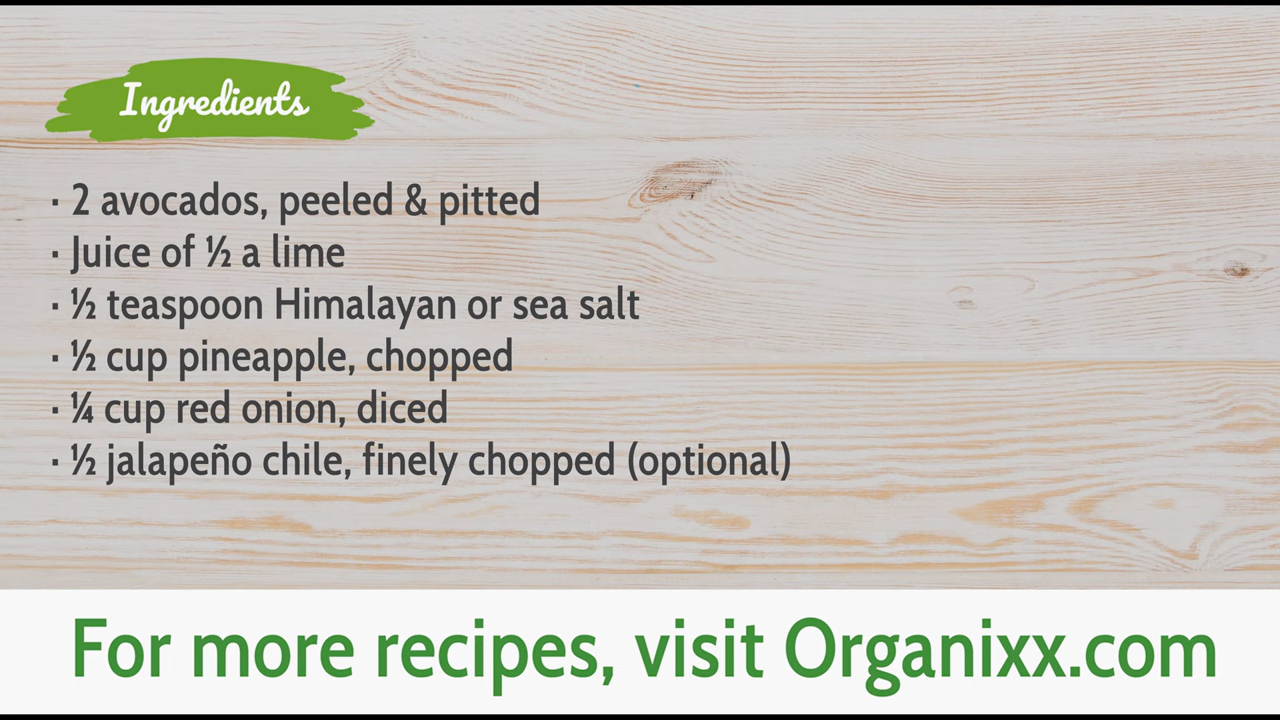 Ingredients
· 2 avocados, peeled & pitted
· Juice of ½ a lime
· ½ teaspoon Himalayan or sea salt
· ½ cup pineapple, chopped
· ¼ cup red onion, diced
· ½ jalapeño chile, finely chopped (optional)
For more recipes, visit Organixx.com